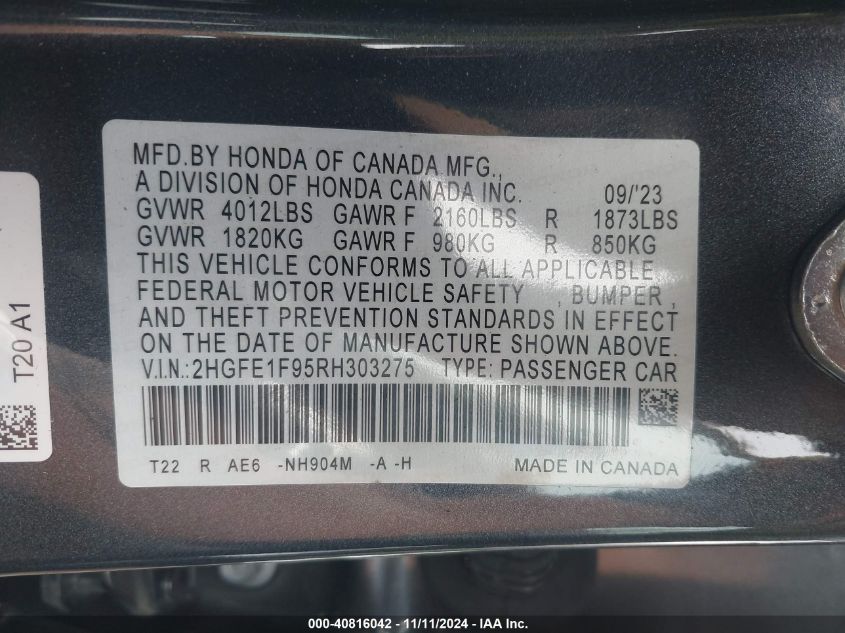 MFD.BY HONDA OF CANADA MFG.,
A DIVISION OF HONDA CANADA INC. 09/'23
GVWR 4012LBS GAWR F 2160LBS R 1873LBS
GVWR 1820KG GAWR F 980KG R 850KG
THIS VEHICLE CONFORMS TO ALL APPLICABLE
FEDERAL MOTOR VEHICLE SAFETY , BUMPER ,
AND THEFT PREVENTION STANDARDS IN EFFECT
ON THE DATE OF MANUFACTURE SHOWN ABOVE.
V.I.N.:2HGFE1F95RH303275 TYPE: PASSENGER CAR
T22 R AE6 -NH904M -A -H MADE IN CANADA
T20 A1
000-40816042 - 11/11/2024 - IAA Inc.